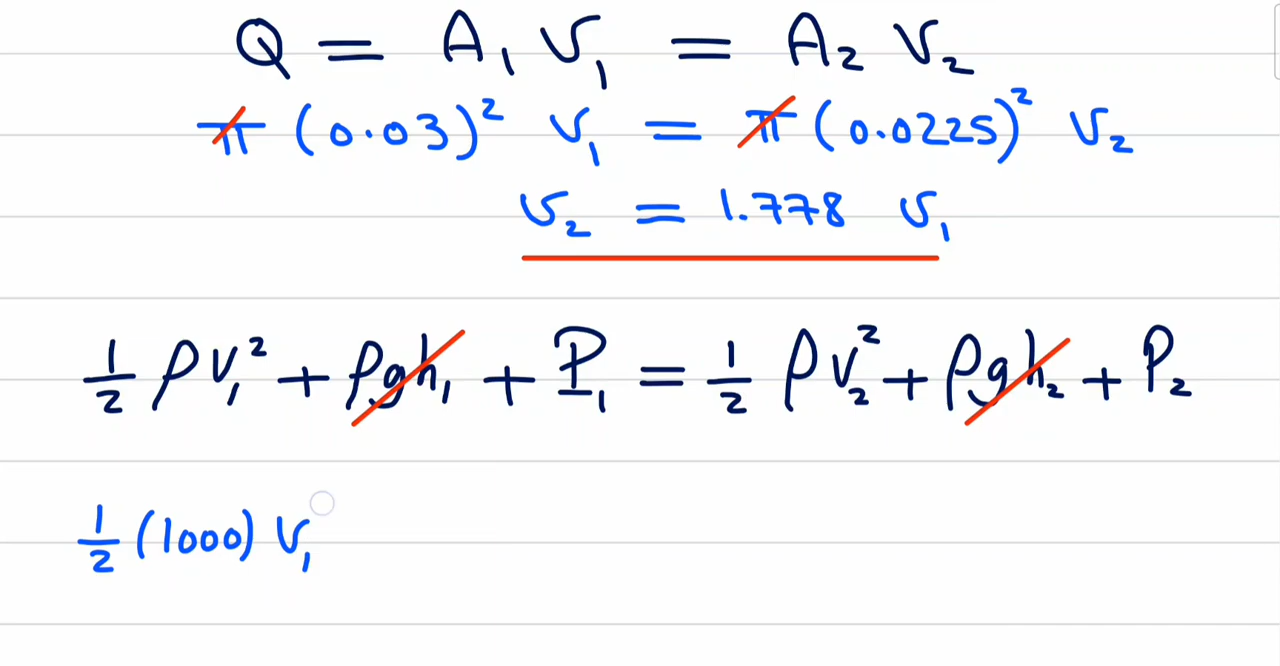 Q = A₁ v₁ = A₂ v₂
π (0.03)² v₁ = π (0.0225)² v₂
v₂ = 1.778 v₁
½ ρ v₁² + ρgh₁ + P₁ = ½ ρ v₂² + ρgh₂ + P₂
½ (1000) v₁